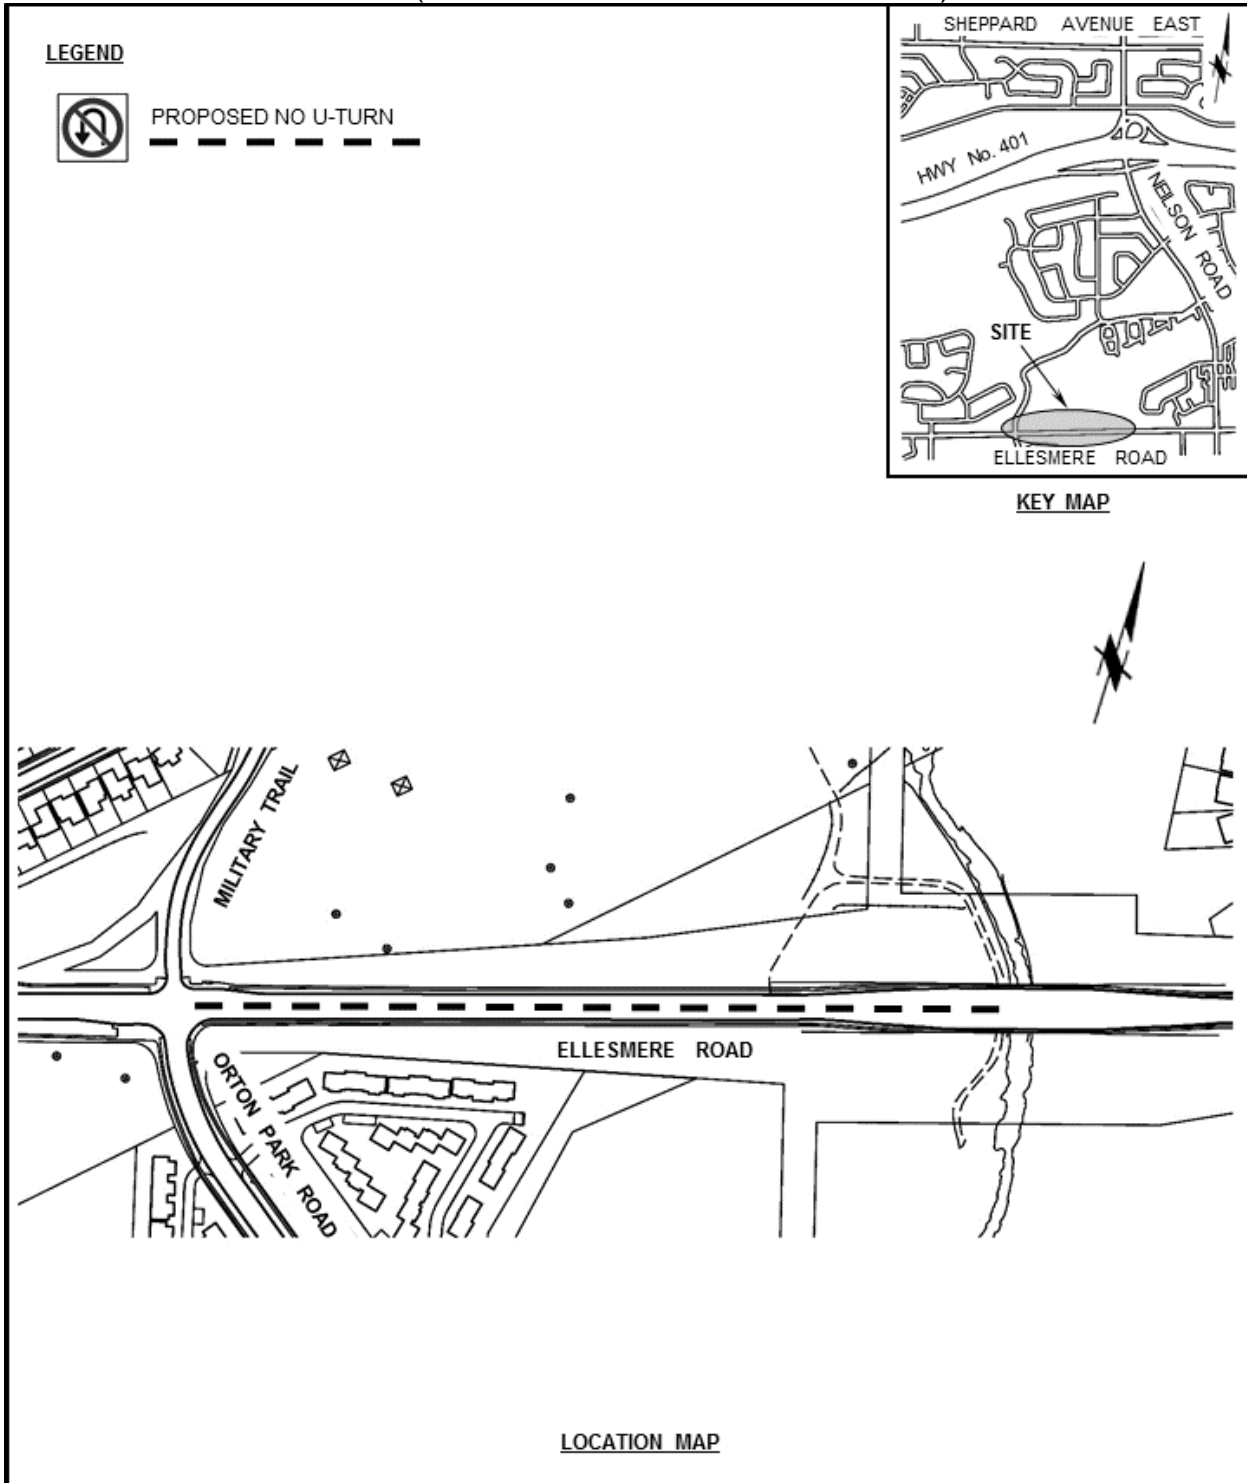 LEGEND
PROPOSED NO U-TURN
SHEPPARD AVENUE EAST
HWY No. 401
NEILSON ROAD
SITE
ELLESMERE ROAD
KEY MAP
MILITARY TRAIL
ELLESMERE ROAD
ORTON PARK ROAD
LOCATION MAP